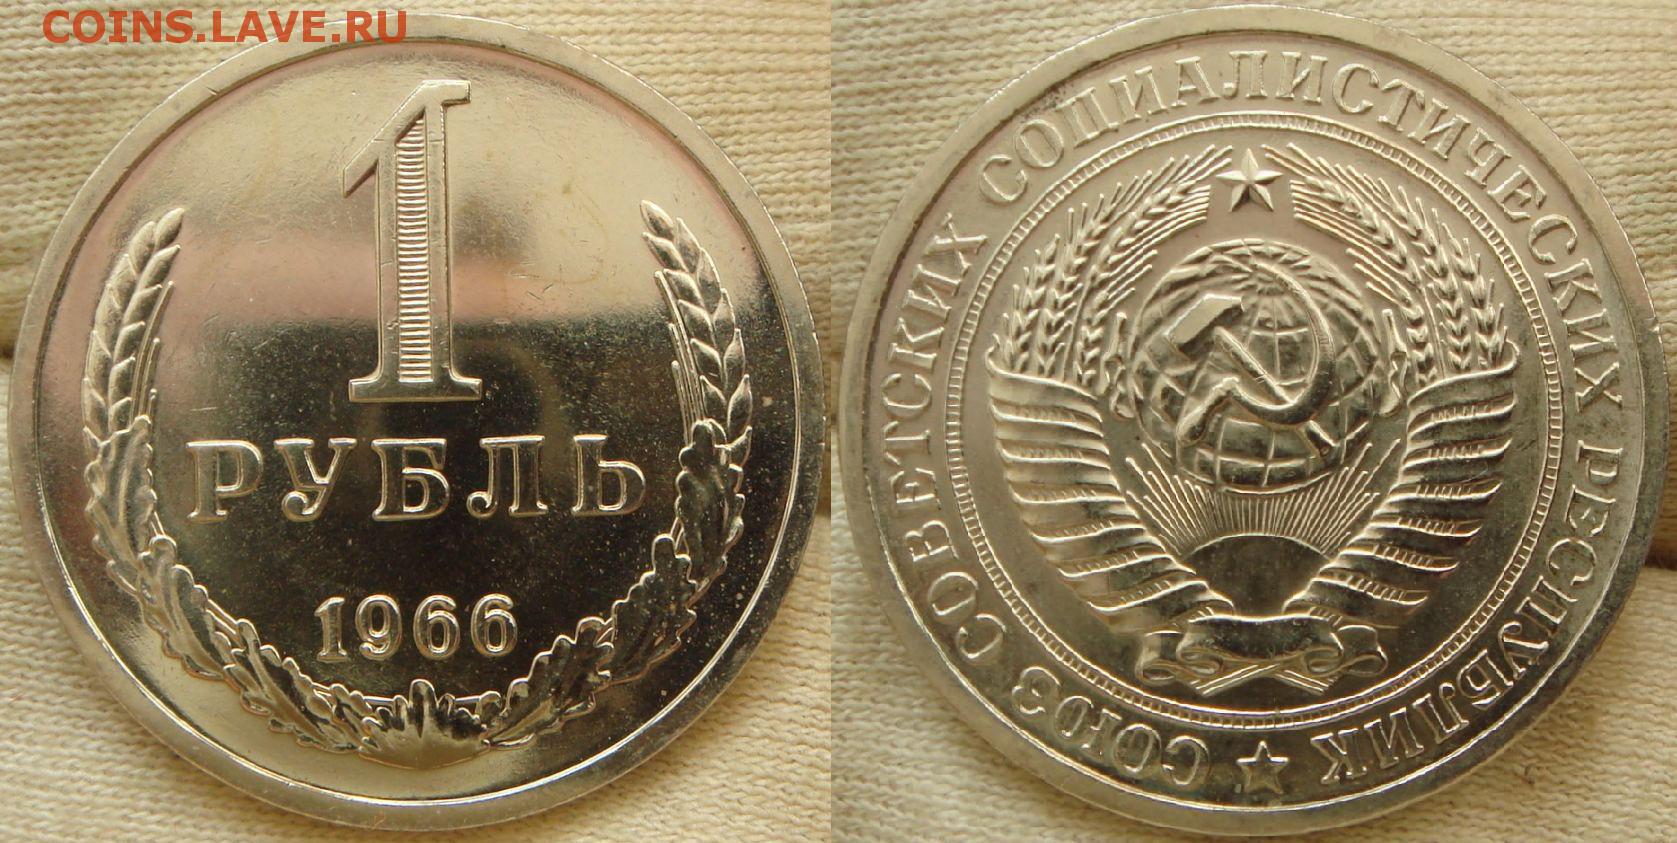 COINS.LAVE.RU
1
РУБЛЬ
1966
СОЮЗ СОВЕТСКИХ СОЦИАЛИСТИЧЕСКИХ РЕСПУБЛИК